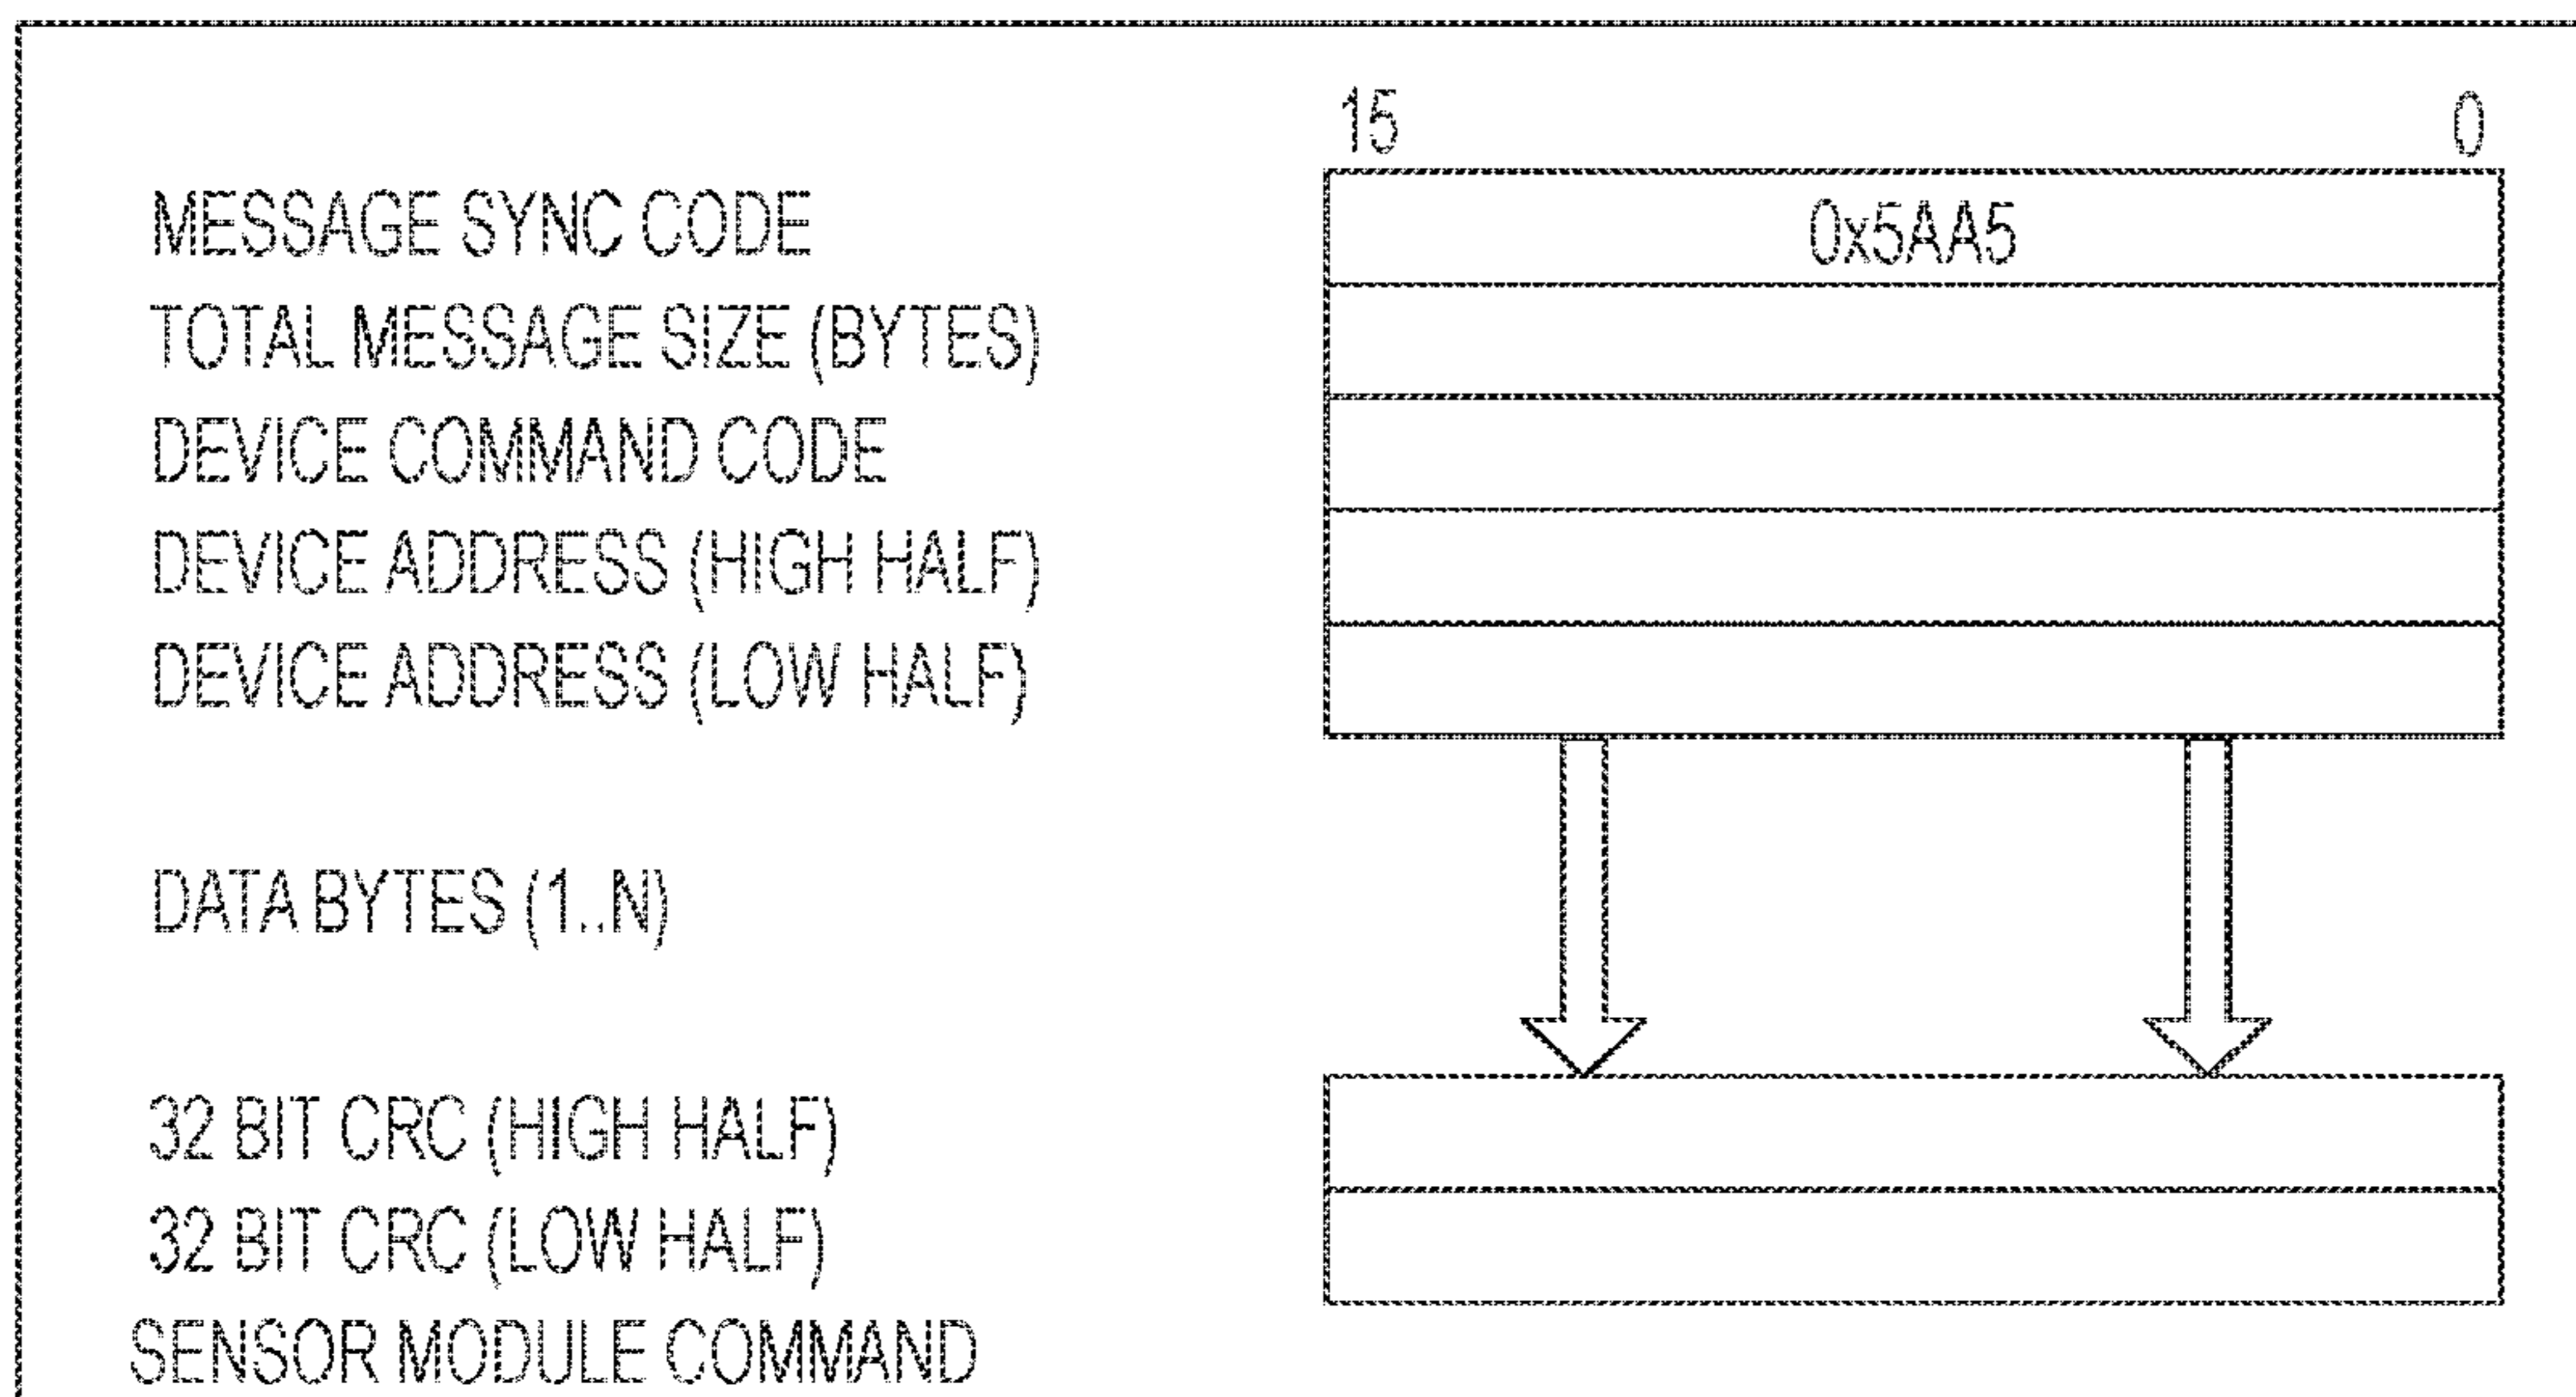 15 0
MESSAGE SYNC CODE 0x5AA5
TOTAL MESSAGE SIZE (BYTES)
DEVICE COMMAND CODE
DEVICE ADDRESS (HIGH HALF)
DEVICE ADDRESS (LOW HALF)
DATA BYTES (1..N)
32 BIT CRC (HIGH HALF)
32 BIT CRC (LOW HALF)
SENSOR MODULE COMMAND